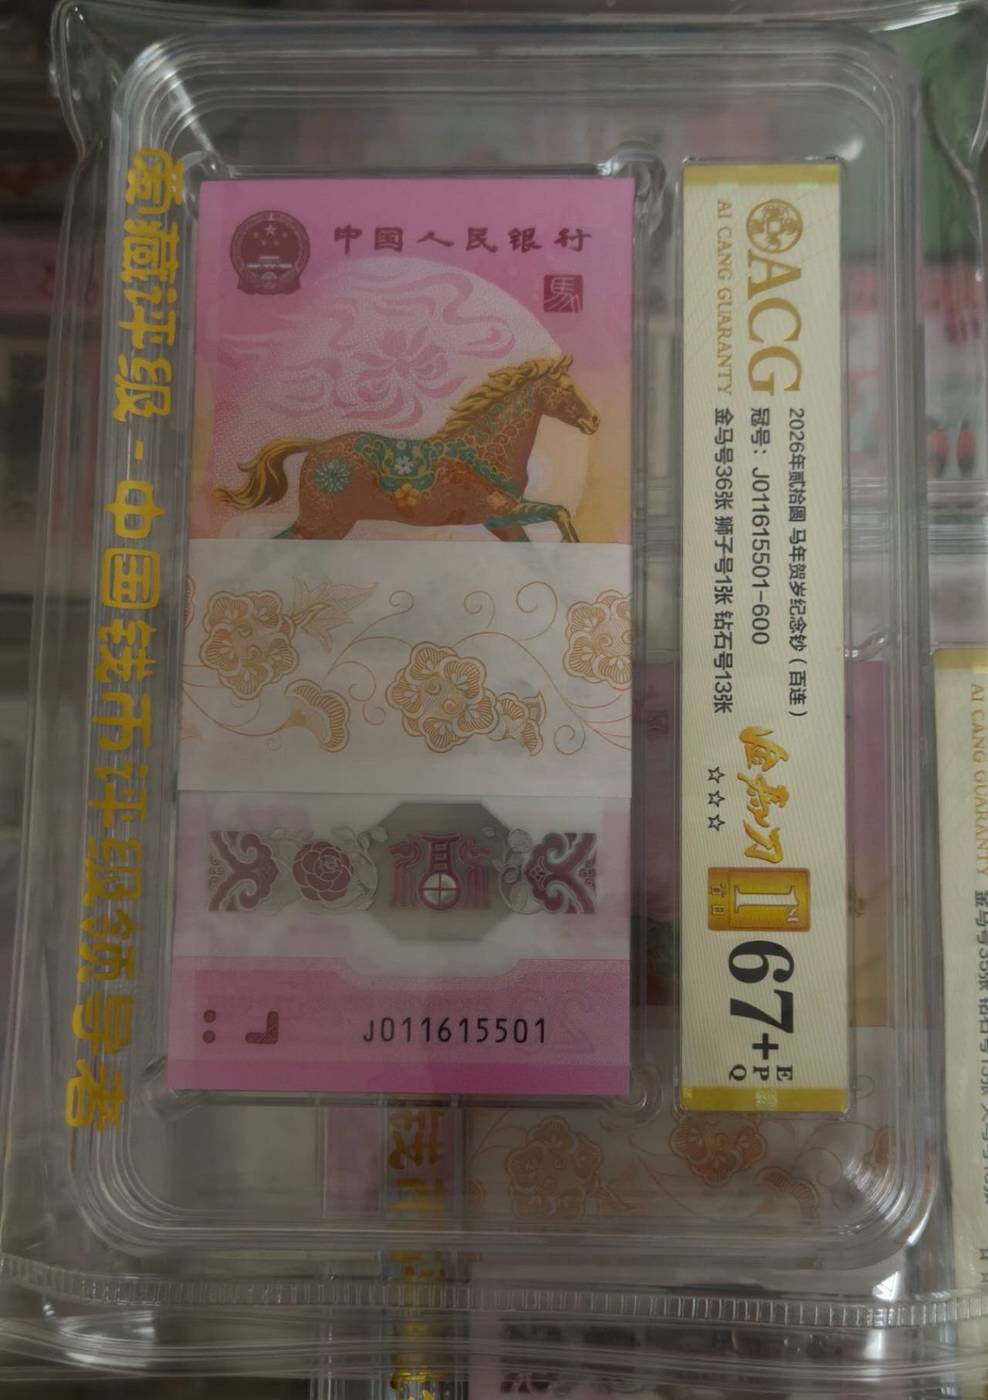 爱藏评级-中国钱币评级领导者
中国人民银行
馬
J011615501
ACG
AI CANG GUARANTY
2026年贰拾圆 马年贺岁纪念钞（百连）
冠号：J011615501-600
金马号36张 狮子号1张 钻石号13张
☆☆☆
1
67+
E
P
Q
AI CANG GUARANTY